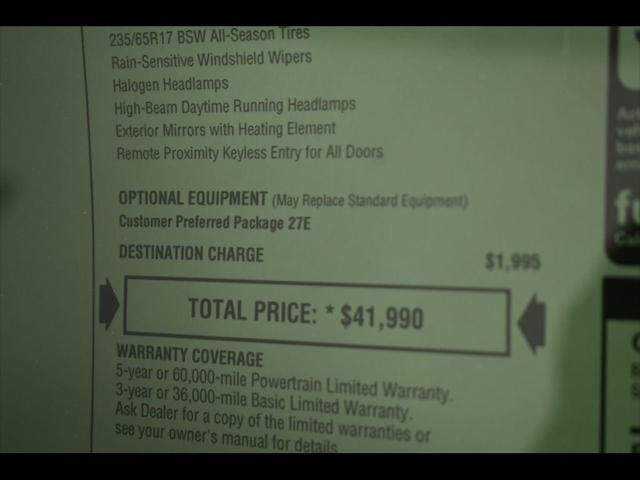 235/65R17 BSW All-Season Tires
Rain-Sensitive Windshield Wipers
Halogen Headlamps
High-Beam Daytime Running Headlamps
Exterior Mirrors with Heating Element
Remote Proximity Keyless Entry for All Doors
OPTIONAL EQUIPMENT (May Replace Standard Equipment)
Customer Preferred Package 27E
DESTINATION CHARGE $1,995
TOTAL PRICE: * $41,990
WARRANTY COVERAGE
5-year or 60,000-mile Powertrain Limited Warranty.
3-year or 36,000-mile Basic Limited Warranty.
Ask Dealer for a copy of the limited warranties or
see your owner's manual for details.